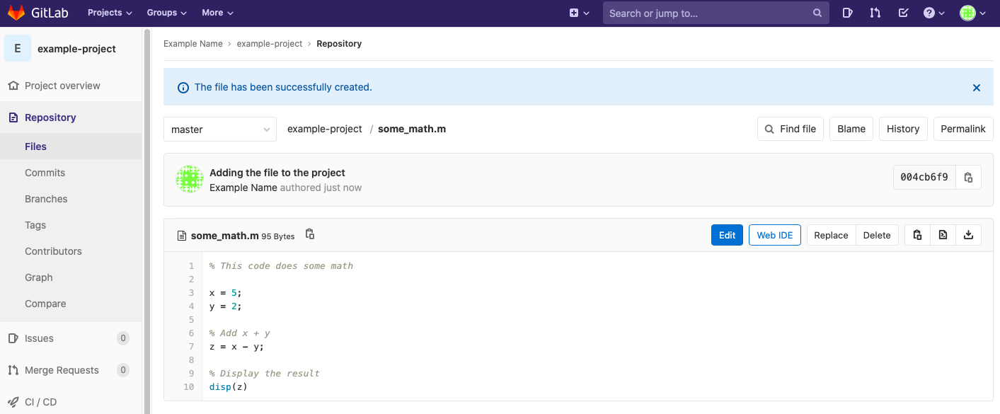 GitLab Projects Groups More Search or jump to...
E example-project
Project overview
Repository
Files
Commits
Branches
Tags
Contributors
Graph
Compare
Issues 0
Merge Requests 0
CI / CD
Example Name › example-project › Repository
The file has been successfully created.
master example-project / some_math.m Find file Blame History Permalink
Adding the file to the project
Example Name authored just now
004cb6f9
some_math.m 95 Bytes Edit Web IDE Replace Delete
1 % This code does some math
2
3 x = 5;
4 y = 2;
5
6 % Add x + y
7 z = x - y;
8
9 % Display the result
10 disp(z)